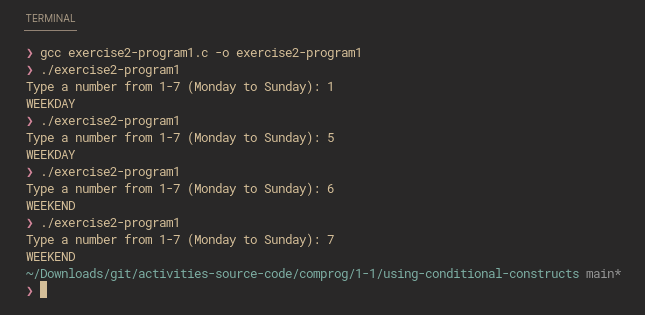 TERMINAL
❯ gcc exercise2-program1.c -o exercise2-program1
❯ ./exercise2-program1
Type a number from 1-7 (Monday to Sunday): 1
WEEKDAY
❯ ./exercise2-program1
Type a number from 1-7 (Monday to Sunday): 5
WEEKDAY
❯ ./exercise2-program1
Type a number from 1-7 (Monday to Sunday): 6
WEEKEND
❯ ./exercise2-program1
Type a number from 1-7 (Monday to Sunday): 7
WEEKEND
~/Downloads/git/activities-source-code/comprog/1-1/using-conditional-constructs main*
❯